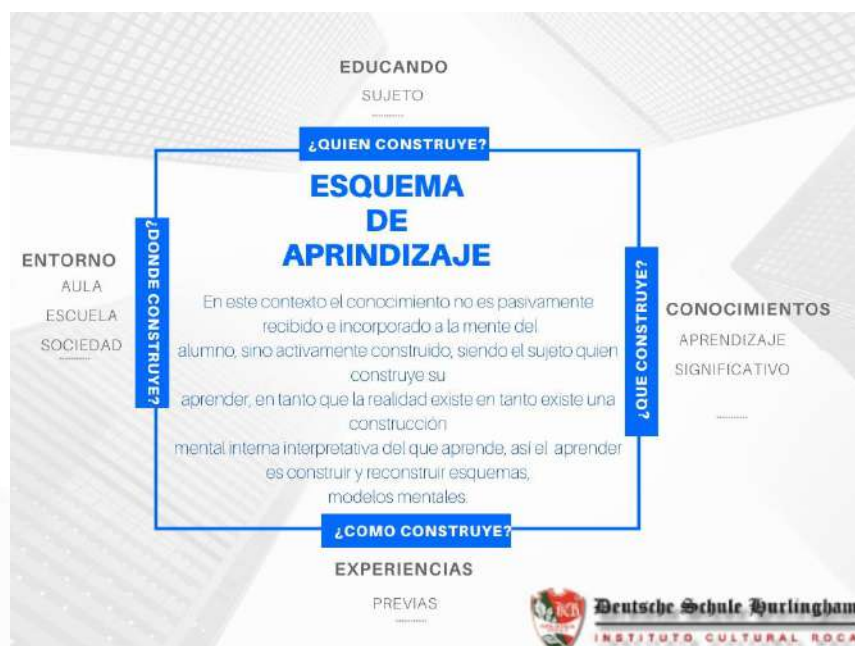 EDUCANDO
SUJETO
¿QUIEN CONSTRUYE?
ESQUEMA
DE
APRINDIZAJE
¿DONDE CONSTRUYE?
ENTORNO
AULA
ESCUELA
SOCIEDAD
En este contexto el conocimiento no es pasivamente
recibido e incorporado a la mente del
alumno, sino activamente construido, siendo el sujeto quien
construye su
aprender, en tanto que la realidad existe en tanto existe una
construcción
mental interna interpretativa del que aprende, así el aprender
es construir y reconstruir esquemas,
modelos mentales.
¿QUE CONSTRUYE?
CONOCIMIENTOS
APRENDIZAJE
SIGNIFICATIVO
¿COMO CONSTRUYE?
EXPERIENCIAS
PREVIAS
Deutsche Schule Hurlingham
INSTITUTO CULTURAL ROCA